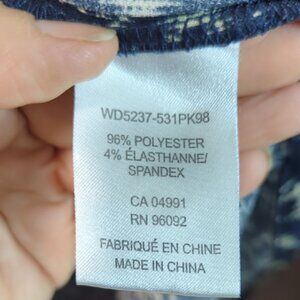 WD5237-531PK98
96% POLYESTER
4% ÉLASTHANNE/
SPANDEX
CA 04991
RN 96092
FABRIQUÉ EN CHINE
MADE IN CHINA